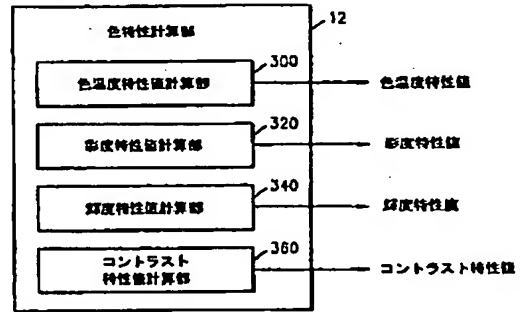 色特性計算部
12
300
色温度特性値計算部
色温度特性値
320
彩度特性値計算部
彩度特性値
340
輝度特性値計算部
輝度特性値
360
コントラスト
特性値計算部
コントラスト特性値